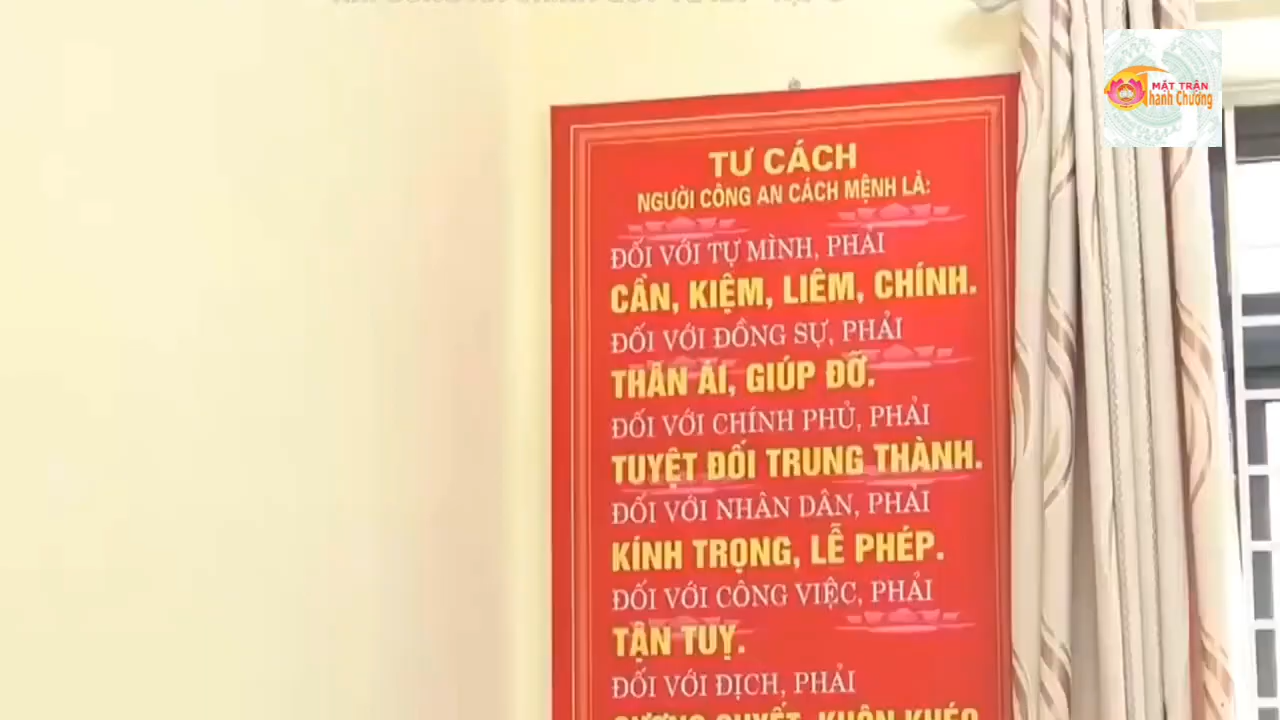 MẶT TRẬN
Thanh Chương
TƯ CÁCH
NGƯỜI CÔNG AN CÁCH MỆNH LÀ:
ĐỐI VỚI TỰ MÌNH, PHẢI
CẦN, KIỆM, LIÊM, CHÍNH.
ĐỐI VỚI ĐỒNG SỰ, PHẢI
THÂN ÁI, GIÚP ĐỠ.
ĐỐI VỚI CHÍNH PHỦ, PHẢI
TUYỆT ĐỐI TRUNG THÀNH.
ĐỐI VỚI NHÂN DÂN, PHẢI
KÍNH TRỌNG, LỄ PHÉP.
ĐỐI VỚI CÔNG VIỆC, PHẢI
TẬN TUỴ.
ĐỐI VỚI ĐỊCH, PHẢI